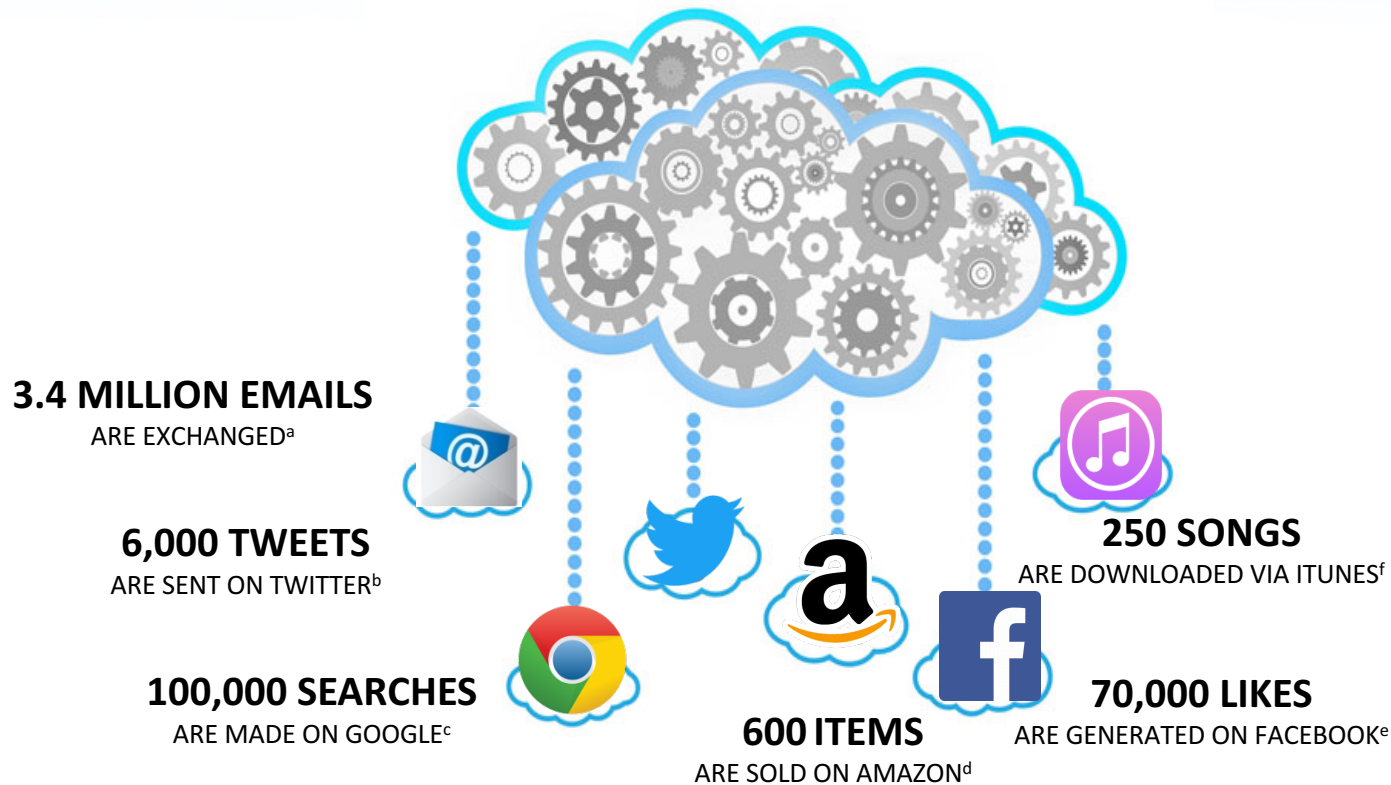 3.4 MILLION EMAILS
ARE EXCHANGEDᵃ
@
6,000 TWEETS
ARE SENT ON TWITTERᵇ
100,000 SEARCHES
ARE MADE ON GOOGLEᶜ
a
600 ITEMS
ARE SOLD ON AMAZONᵈ
f
70,000 LIKES
ARE GENERATED ON FACEBOOKᵉ
250 SONGS
ARE DOWNLOADED VIA ITUNESᶠ